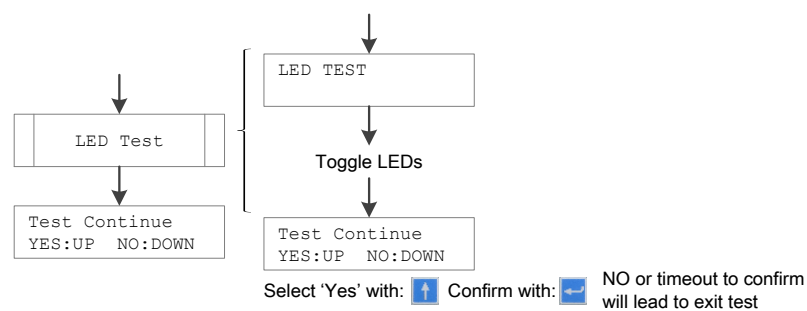 LED Test
Test Continue
YES:UP NO:DOWN
LED TEST
Toggle LEDs
Test Continue
YES:UP NO:DOWN
Select ‘Yes’ with: Confirm with:
NO or timeout to confirm
will lead to exit test